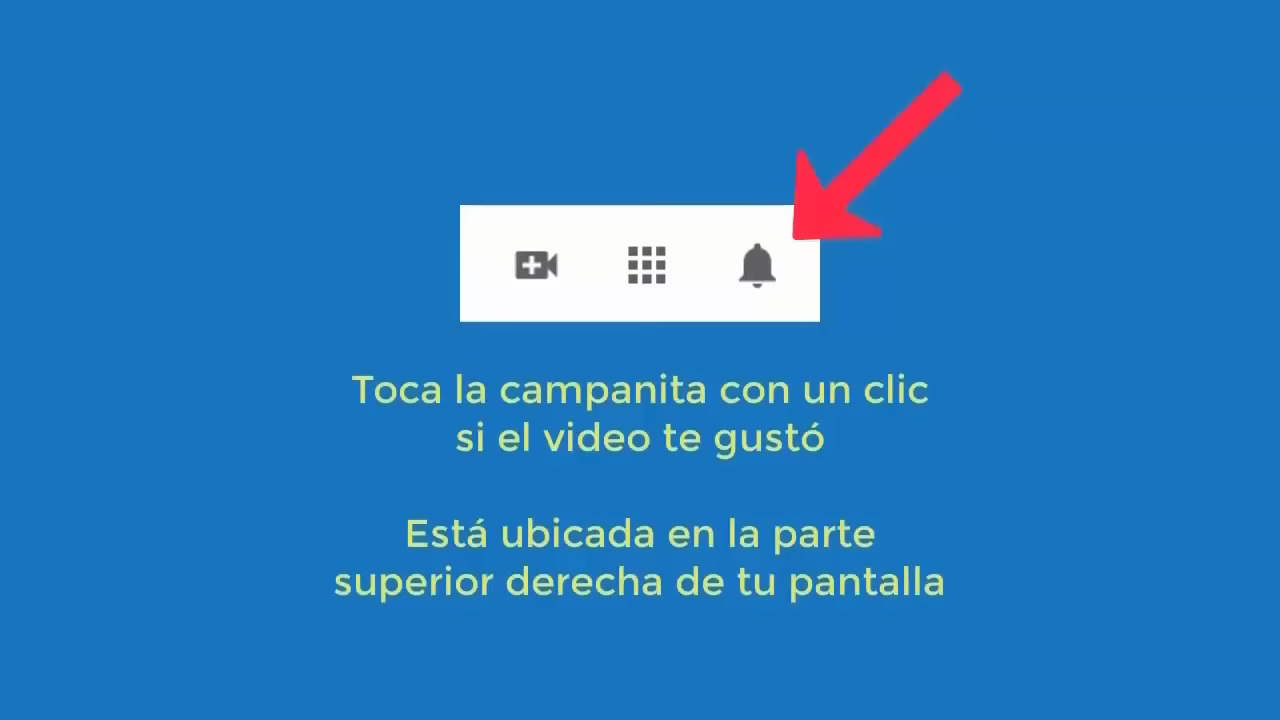 Toca la campanita con un clic
si el video te gustó
Está ubicada en la parte
superior derecha de tu pantalla